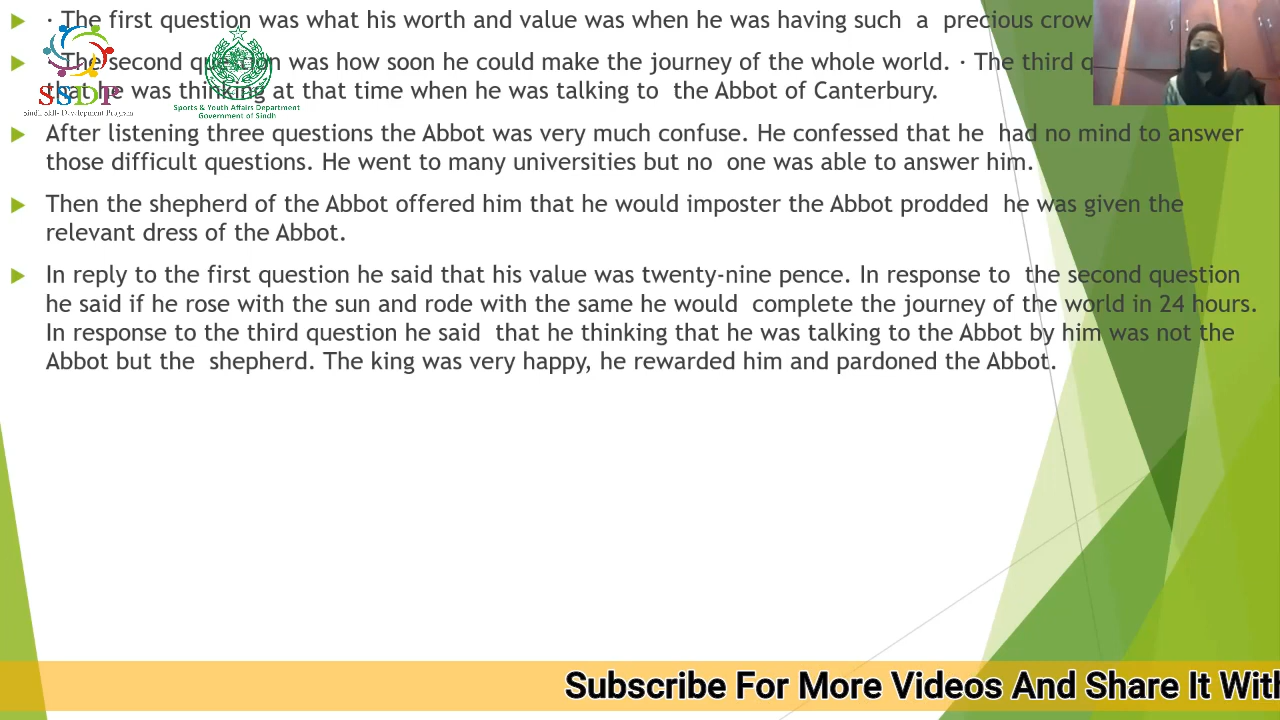 · The first question was what his worth and value was when he was having such a precious crow
The second question was how soon he could make the journey of the whole world. · The third q
that he was thinking at that time when he was talking to the Abbot of Canterbury.
After listening three questions the Abbot was very much confuse. He confessed that he had no mind to answer
those difficult questions. He went to many universities but no one was able to answer him.
Then the shepherd of the Abbot offered him that he would imposter the Abbot prodded he was given the
relevant dress of the Abbot.
In reply to the first question he said that his value was twenty-nine pence. In response to the second question
he said if he rose with the sun and rode with the same he would complete the journey of the world in 24 hours.
In response to the third question he said that he thinking that he was talking to the Abbot by him was not the
Abbot but the shepherd. The king was very happy, he rewarded him and pardoned the Abbot.
SSDP
Sindh Skills Development Program
Sports & Youth Affairs Department
Government of Sindh
Subscribe For More Videos And Share It With